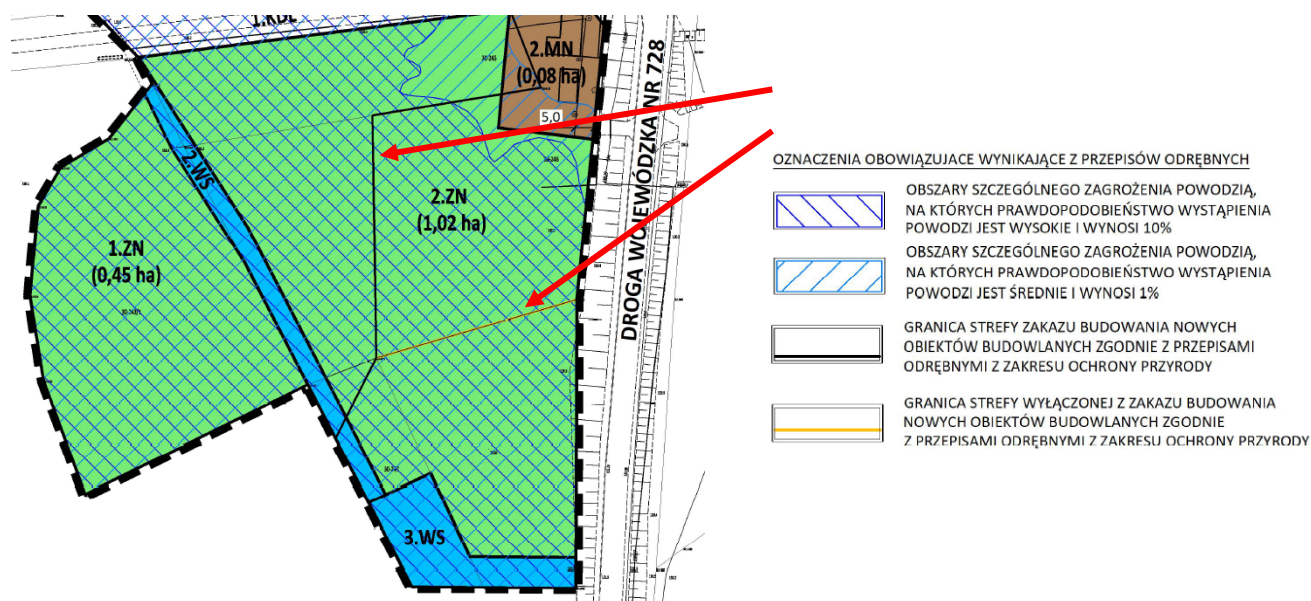 1.KDL
2.MN
(0,08 ha)
5,0
2.WS
2.ZN
(1,02 ha)
1.ZN
(0,45 ha)
3.WS
DROGA WOJEWÓDZKA NR 728
OZNACZENIA OBOWIĄZUJACE WYNIKAJĄCE Z PRZEPISÓW ODRĘBNYCH
OBSZARY SZCZEGÓLNEGO ZAGROŻENIA POWODZIĄ,
NA KTÓRYCH PRAWDOPODOBIEŃSTWO WYSTĄPIENIA
POWODZI JEST WYSOKIE I WYNOSI 10%
OBSZARY SZCZEGÓLNEGO ZAGROŻENIA POWODZIĄ,
NA KTÓRYCH PRAWDOPODOBIEŃSTWO WYSTĄPIENIA
POWODZI JEST ŚREDNIE I WYNOSI 1%
GRANICA STREFY ZAKAZU BUDOWANIA NOWYCH
OBIEKTÓW BUDOWLANYCH ZGODNIE Z PRZEPISAMI
ODRĘBNYMI Z ZAKRESU OCHRONY PRZYRODY
GRANICA STREFY WYŁĄCZONEJ Z ZAKAZU BUDOWANIA
NOWYCH OBIEKTÓW BUDOWLANYCH ZGODNIE
Z PRZEPISAMI ODRĘBNYMI Z ZAKRESU OCHRONY PRZYRODY